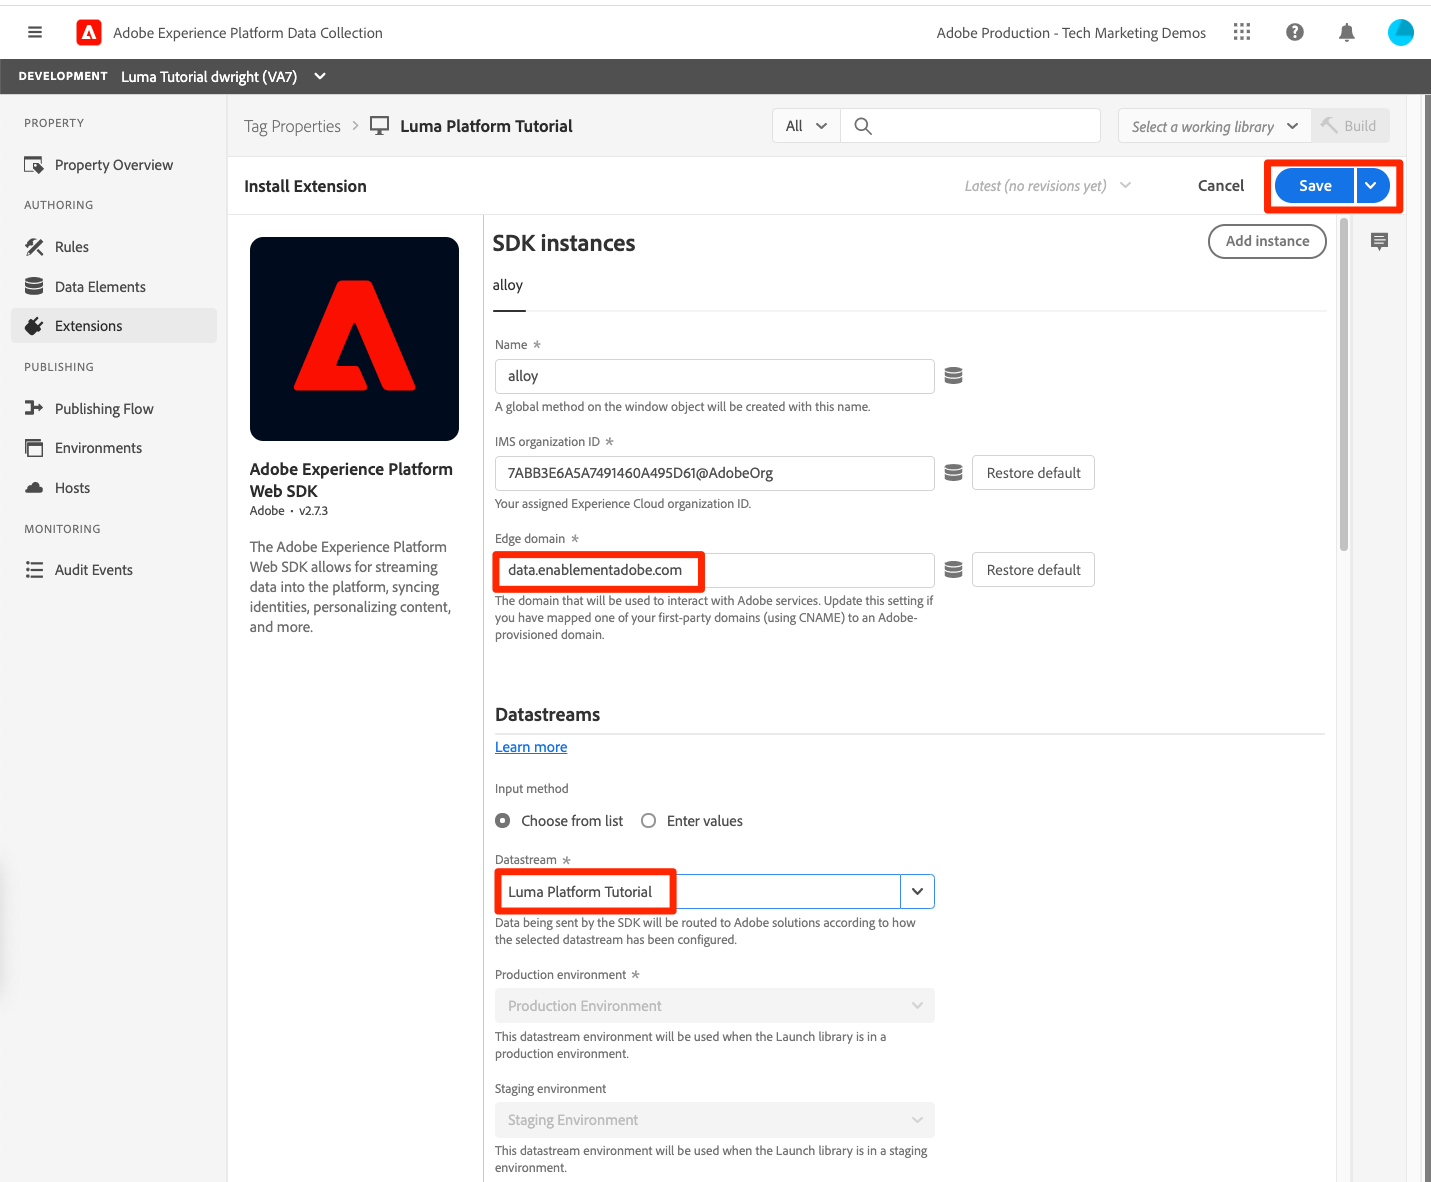 Adobe Experience Platform Data Collection
Adobe Production - Tech Marketing Demos
DEVELOPMENT Luma Tutorial dwright (VA7)
PROPERTY
Property Overview
AUTHORING
Rules
Data Elements
Extensions
PUBLISHING
Publishing Flow
Environments
Hosts
MONITORING
Audit Events
Tag Properties > Luma Platform Tutorial
All
Select a working library
Build
Install Extension
Latest (no revisions yet)
Cancel
Save
Adobe Experience Platform
Web SDK
Adobe · v2.7.3
The Adobe Experience Platform
Web SDK allows for streaming
data into the platform, syncing
identities, personalizing content,
and more.
SDK instances
Add instance
alloy
Name *
alloy
A global method on the window object will be created with this name.
IMS organization ID *
7ABB3E6A5A7491460A495D61@AdobeOrg
Restore default
Your assigned Experience Cloud organization ID.
Edge domain *
data.enablementadobe.com
Restore default
The domain that will be used to interact with Adobe services. Update this setting if
you have mapped one of your first-party domains (using CNAME) to an Adobe-
provisioned domain.
Datastreams
Learn more
Input method
Choose from list
Enter values
Datastream *
Luma Platform Tutorial
Data being sent by the SDK will be routed to Adobe solutions according to how
the selected datastream has been configured.
Production environment *
Production Environment
This datastream environment will be used when the Launch library is in a
production environment.
Staging environment
Staging Environment
This datastream environment will be used when the Launch library is in a staging
environment.